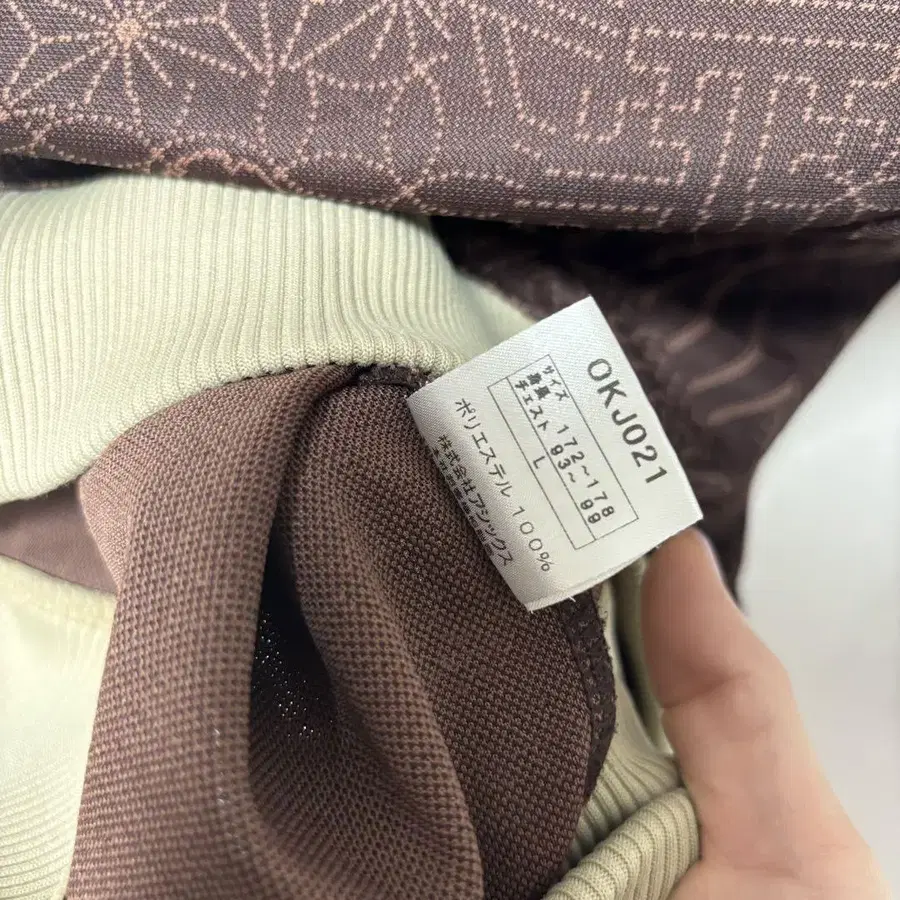 OKJ021
サイズ
身長 172~178
チェスト 93~99
L
ポリエステル 100%
株式会社アシックス